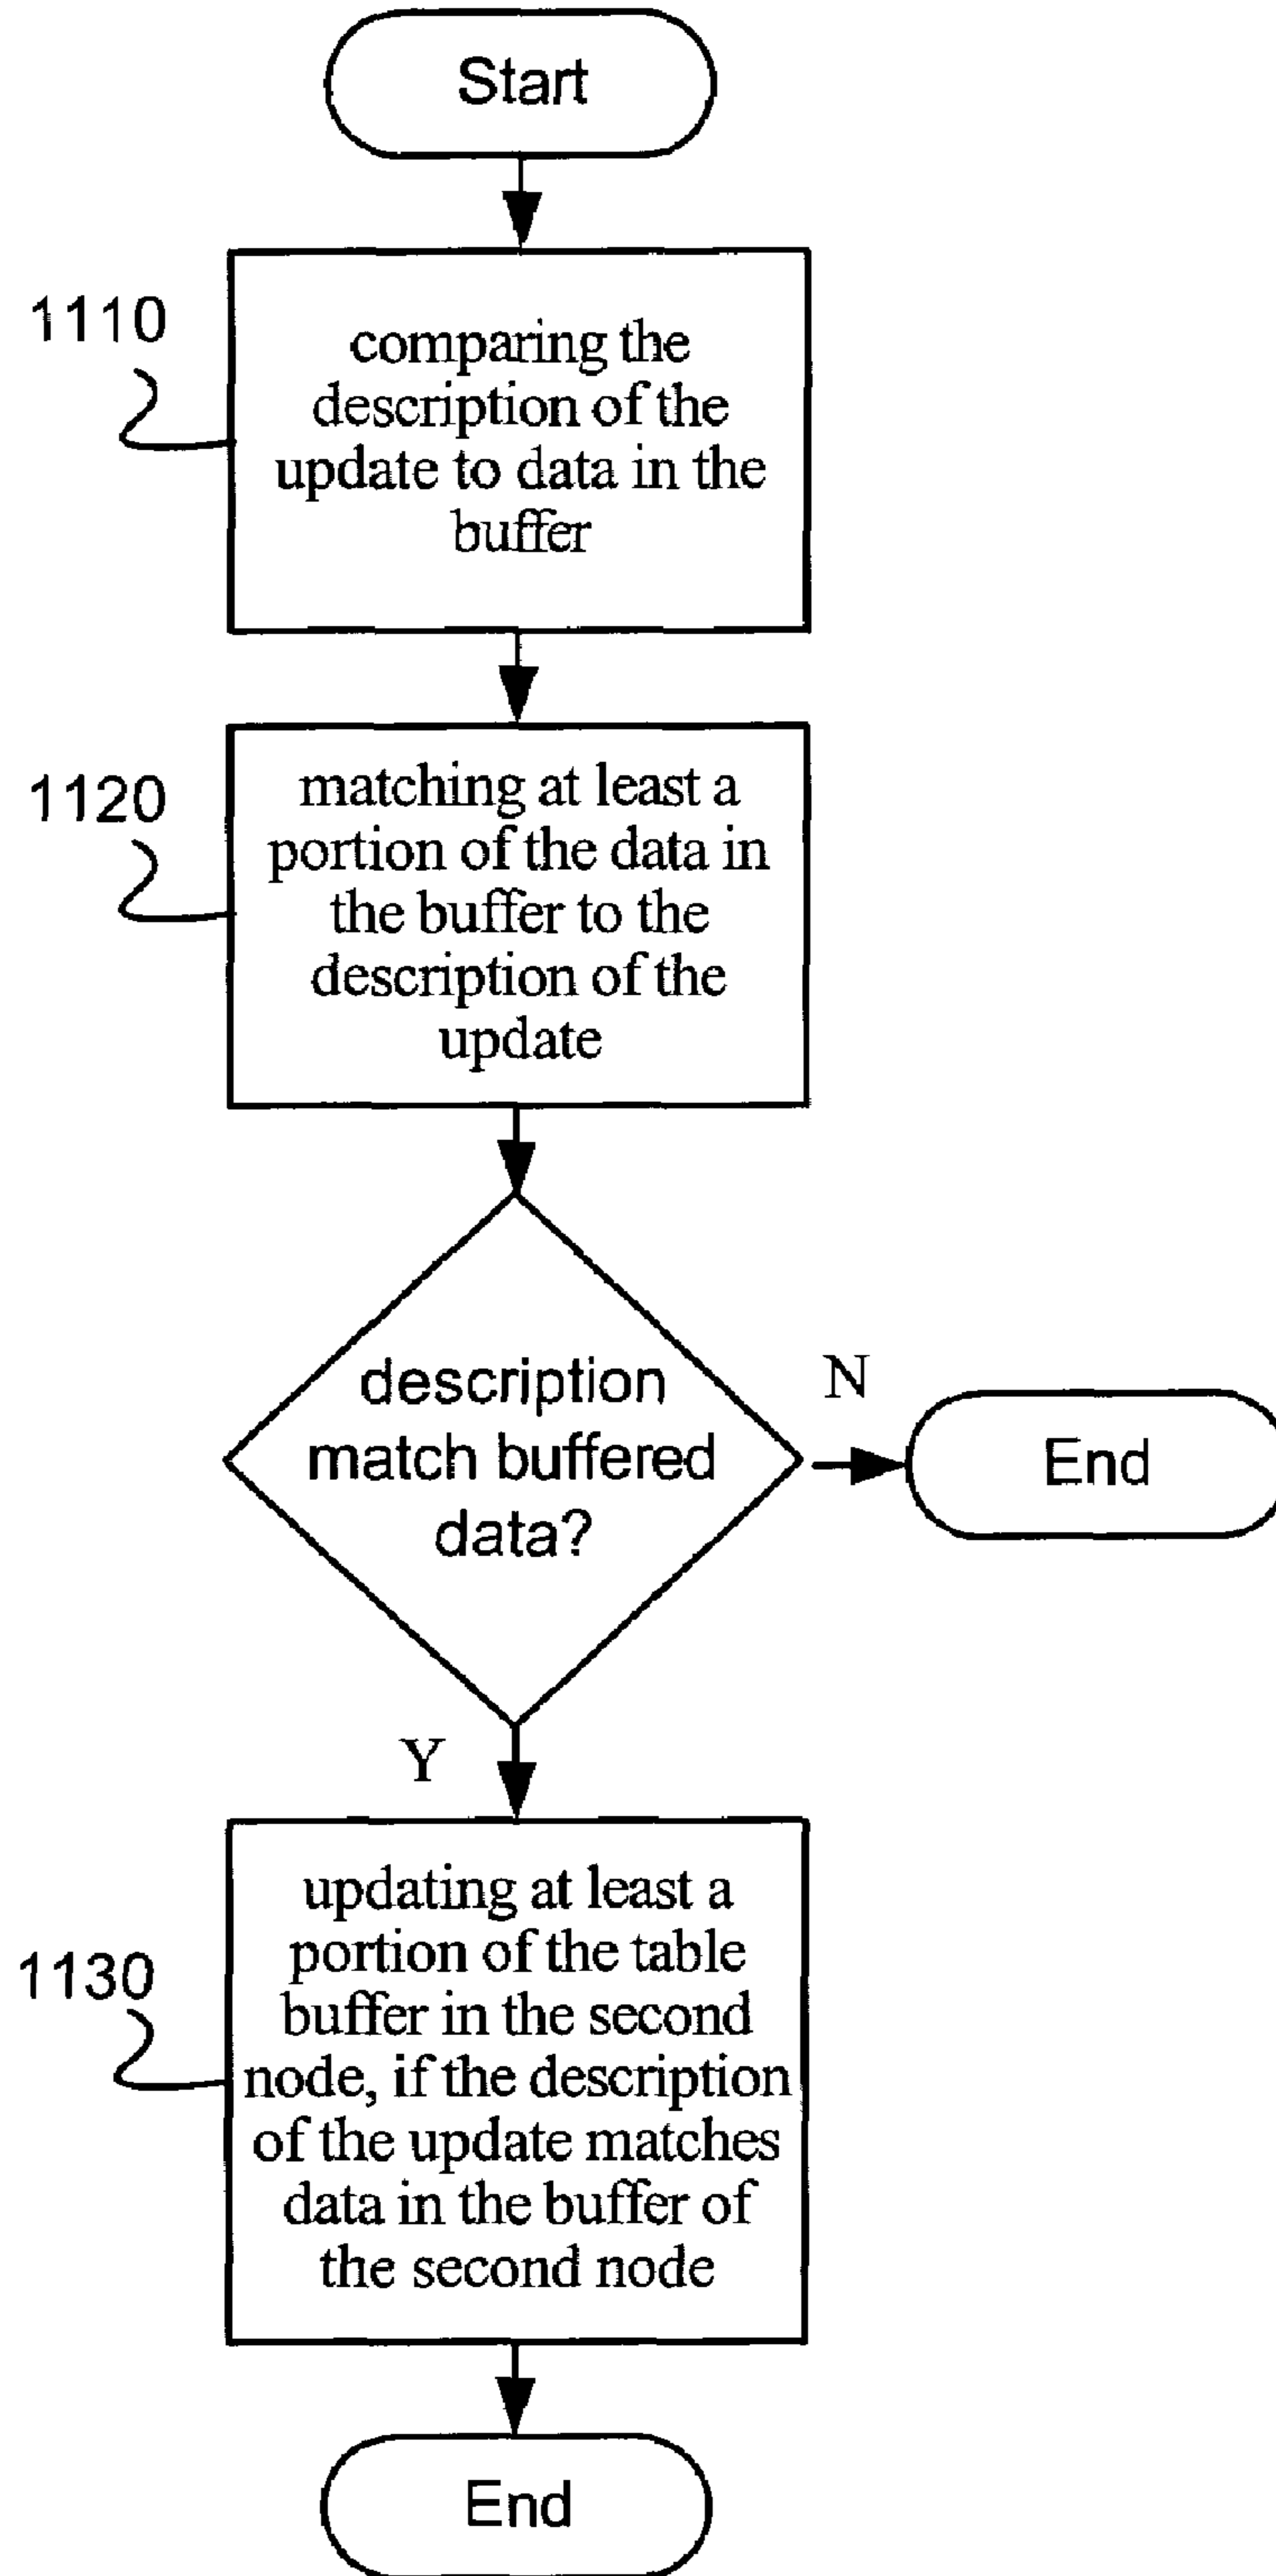 Start
1110
comparing the
description of the
update to data in the
buffer
1120
matching at least a
portion of the data in
the buffer to the
description of the
update
description
match buffered
data?
N
End
Y
1130
updating at least a
portion of the table
buffer in the second
node, if the description
of the update matches
data in the buffer of
the second node
End